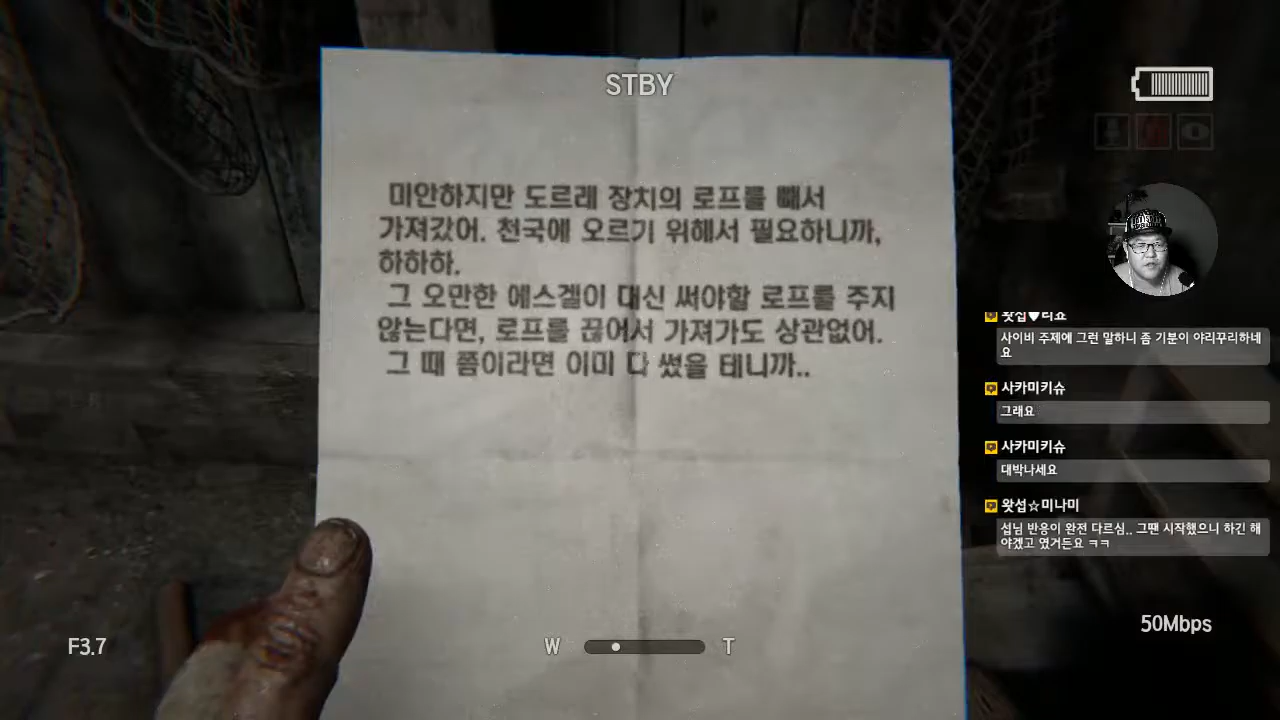 STBY
미안하지만 도르레 장치의 로프를 빼서
가져갔어. 천국에 오르기 위해서 필요하니까,
하하하.
그 오만한 에스겔이 대신 써야할 로프를 주지
않는다면, 로프를 끊어서 가져가도 상관없어.
그 때 쯤이라면 이미 다 썼을 테니까..
왓섭♥리요
사이비 주제에 그런 말하니 좀 기분이 야리꾸리하네
요
사카미키슈
그래요
사카미키슈
대박나세요
왓섭☆미나미
섭님 반응이 완전 다르심.. 그땐 시작했으니 하긴 해
야겠고 였거든요 ㅋㅋ
F3.7
W
T
50Mbps